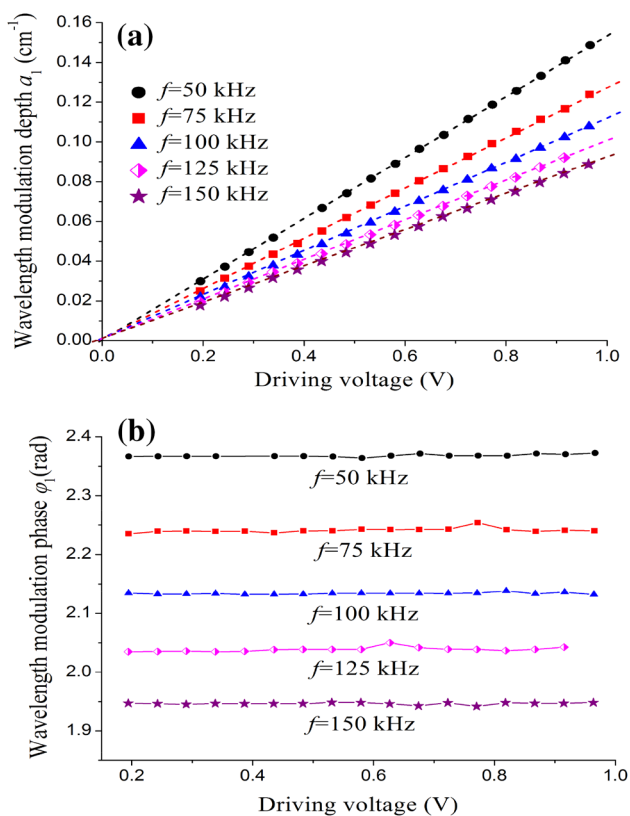 (a)
Wavelength modulation depth a₁ (cm⁻¹)
0.16
0.14
0.12
0.10
0.08
0.06
0.04
0.02
0.00
f=50 kHz
f=75 kHz
f=100 kHz
f=125 kHz
f=150 kHz
0.0 0.2 0.4 0.6 0.8 1.0
Driving voltage (V)
(b)
Wavelength modulation phase φ₁(rad)
2.4
2.3
2.2
2.1
2.0
1.9
f=50 kHz
f=75 kHz
f=100 kHz
f=125 kHz
f=150 kHz
0.2 0.4 0.6 0.8 1.0
Driving voltage (V)